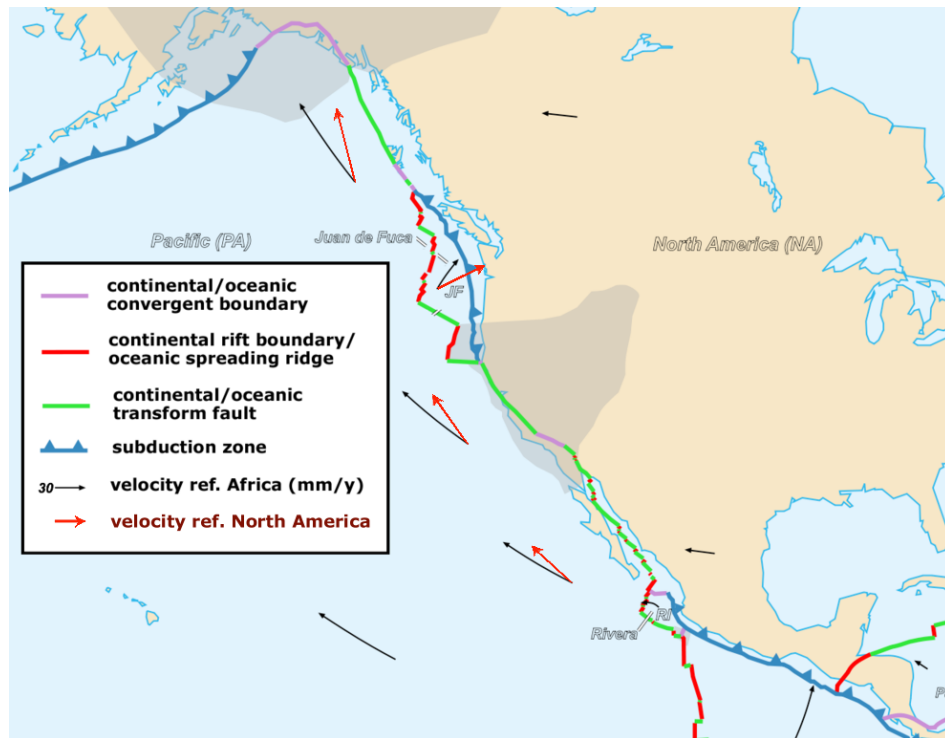 Pacific (PA)
Juan de Fuca
North America (NA)
JF
continental/oceanic
convergent boundary
continental rift boundary/
oceanic spreading ridge
continental/oceanic
transform fault
subduction zone
30 velocity ref. Africa (mm/y)
velocity ref. North America
RI
Rivera